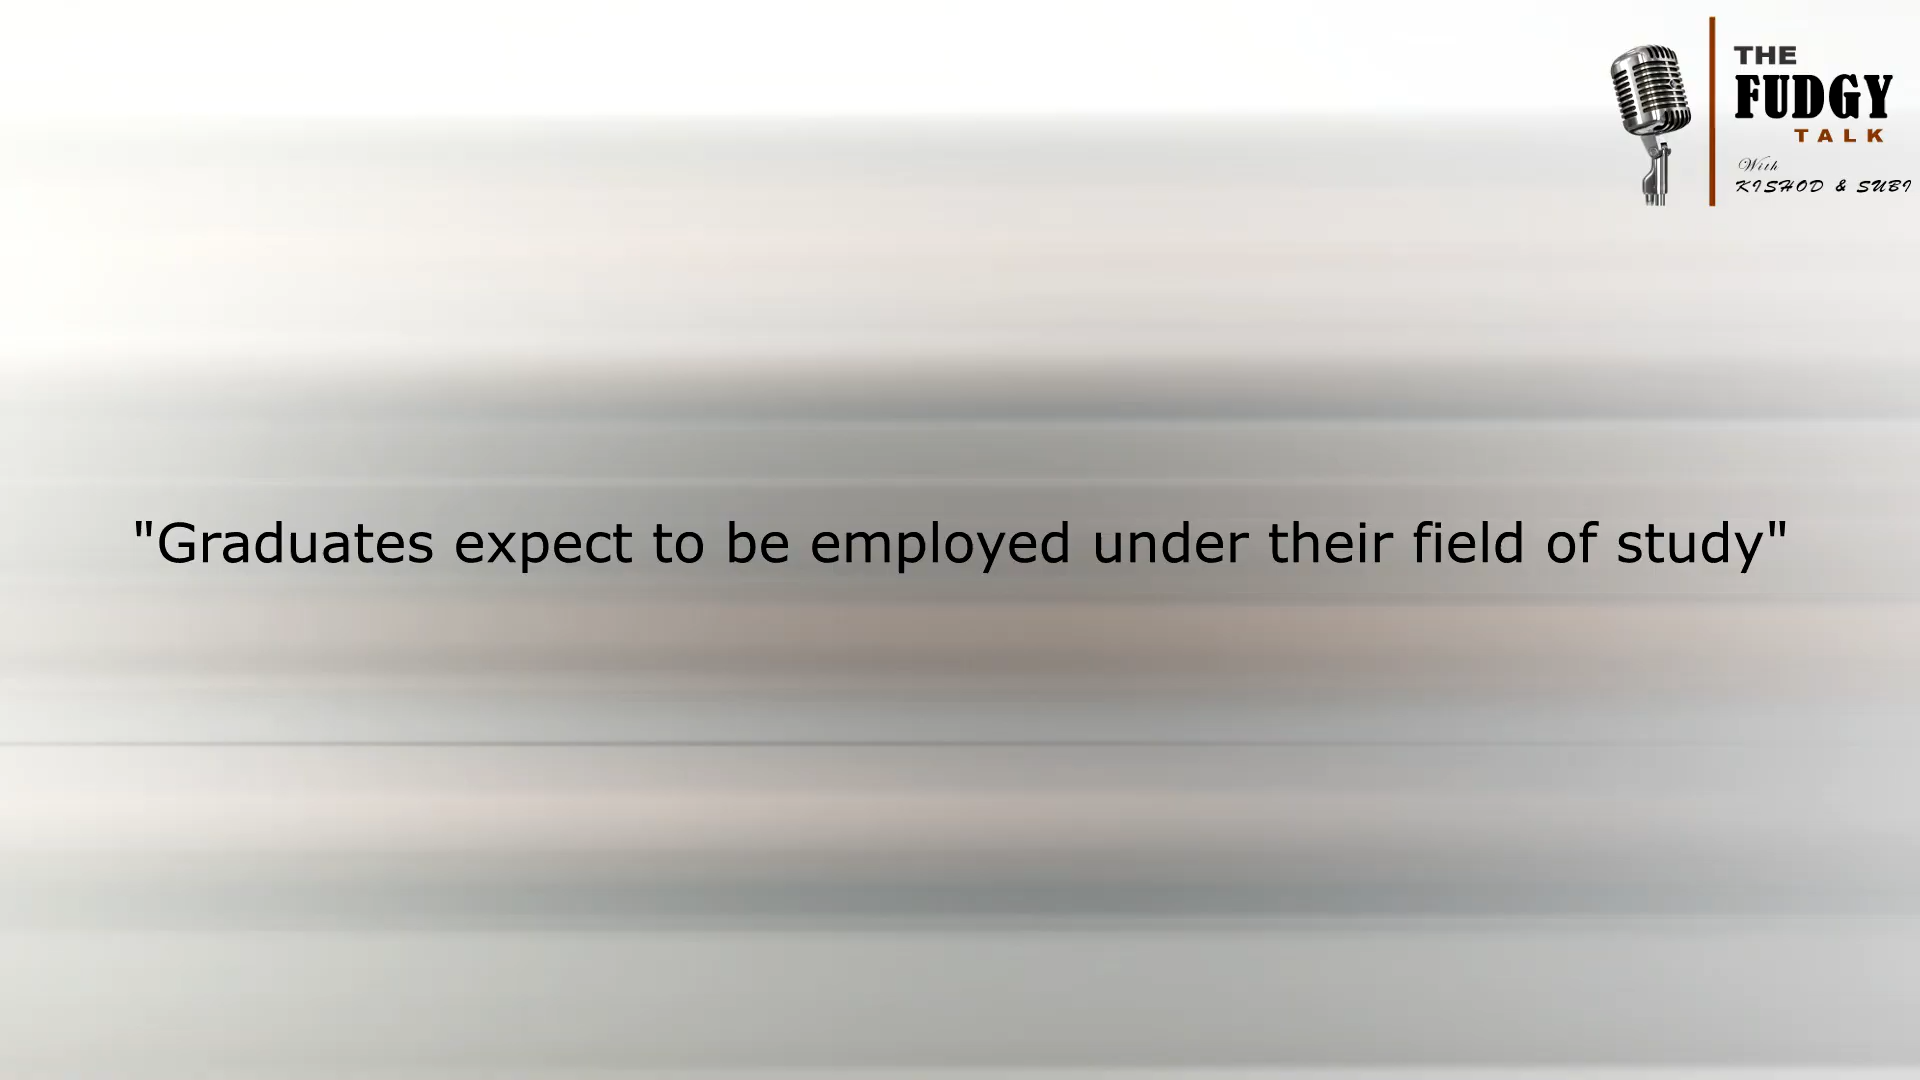 THE
FUDGY
TALK
With
KISHOD & SUBI
"Graduates expect to be employed under their field of study"